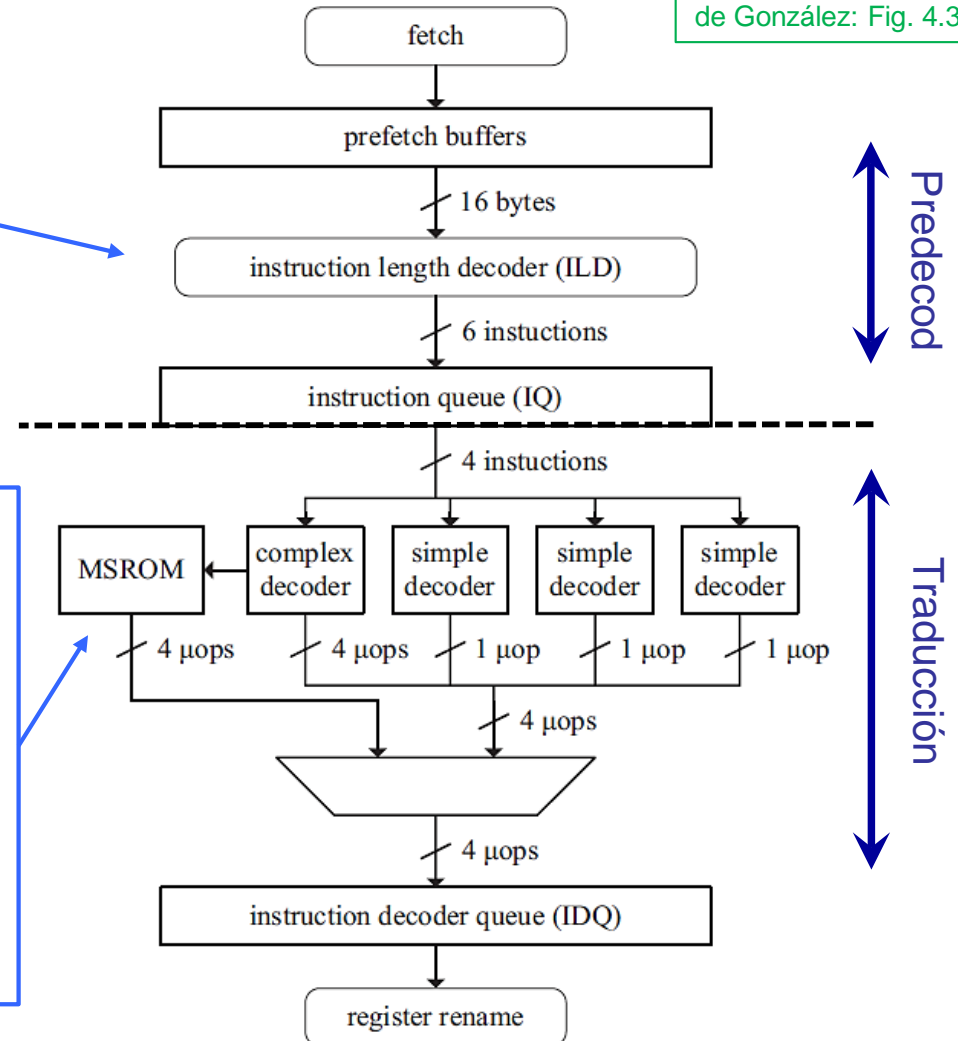 de González: Fig. 4.3
fetch
prefetch buffers
16 bytes
instruction length decoder (ILD)
6 instuctions
instruction queue (IQ)
Predecod
4 instuctions
MSROM
complex
decoder
simple
decoder
simple
decoder
simple
decoder
4 μops
4 μops
1 μop
1 μop
1 μop
4 μops
4 μops
instruction decoder queue (IDQ)
register rename
Traducción